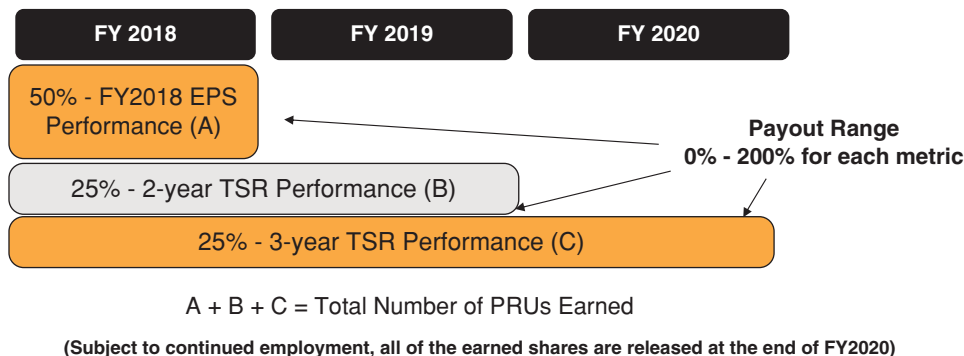 FY 2018
FY 2019
FY 2020
50% - FY2018 EPS
Performance (A)
Payout Range
0% - 200% for each metric
25% - 2-year TSR Performance (B)
25% - 3-year TSR Performance (C)
A + B + C = Total Number of PRUs Earned
(Subject to continued employment, all of the earned shares are released at the end of FY2020)